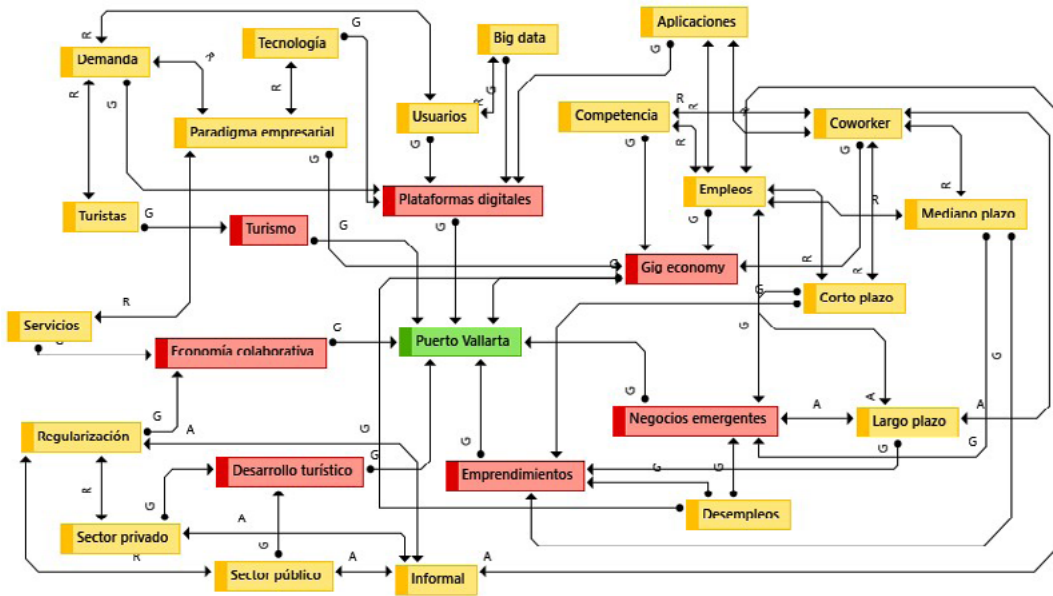 Aplicaciones
G
G
Tecnología
Big data
R
Demanda
R
G
R
G
R
G
R
Competencia
R
R
R
Coworker
Usuarios
Paradigma empresarial
G
G
G
R
G
Empleos
R
R
Plataformas digitales
Turistas
G
G
G
Mediano plazo
Turismo
G
G
Gig economy
R
R
G
Corto plazo
R
Servicios
G
G
Puerto Vallarta
G
G
Economía colaborativa
G
A
Negocios emergentes
A
Largo plazo
A
Regularización
G
A
G
G
G
G
Desarrollo turístico
G
Emprendimientos
G
G
R
G
Desempleos
Sector privado
A
R
G
A
A
Sector público
Informal